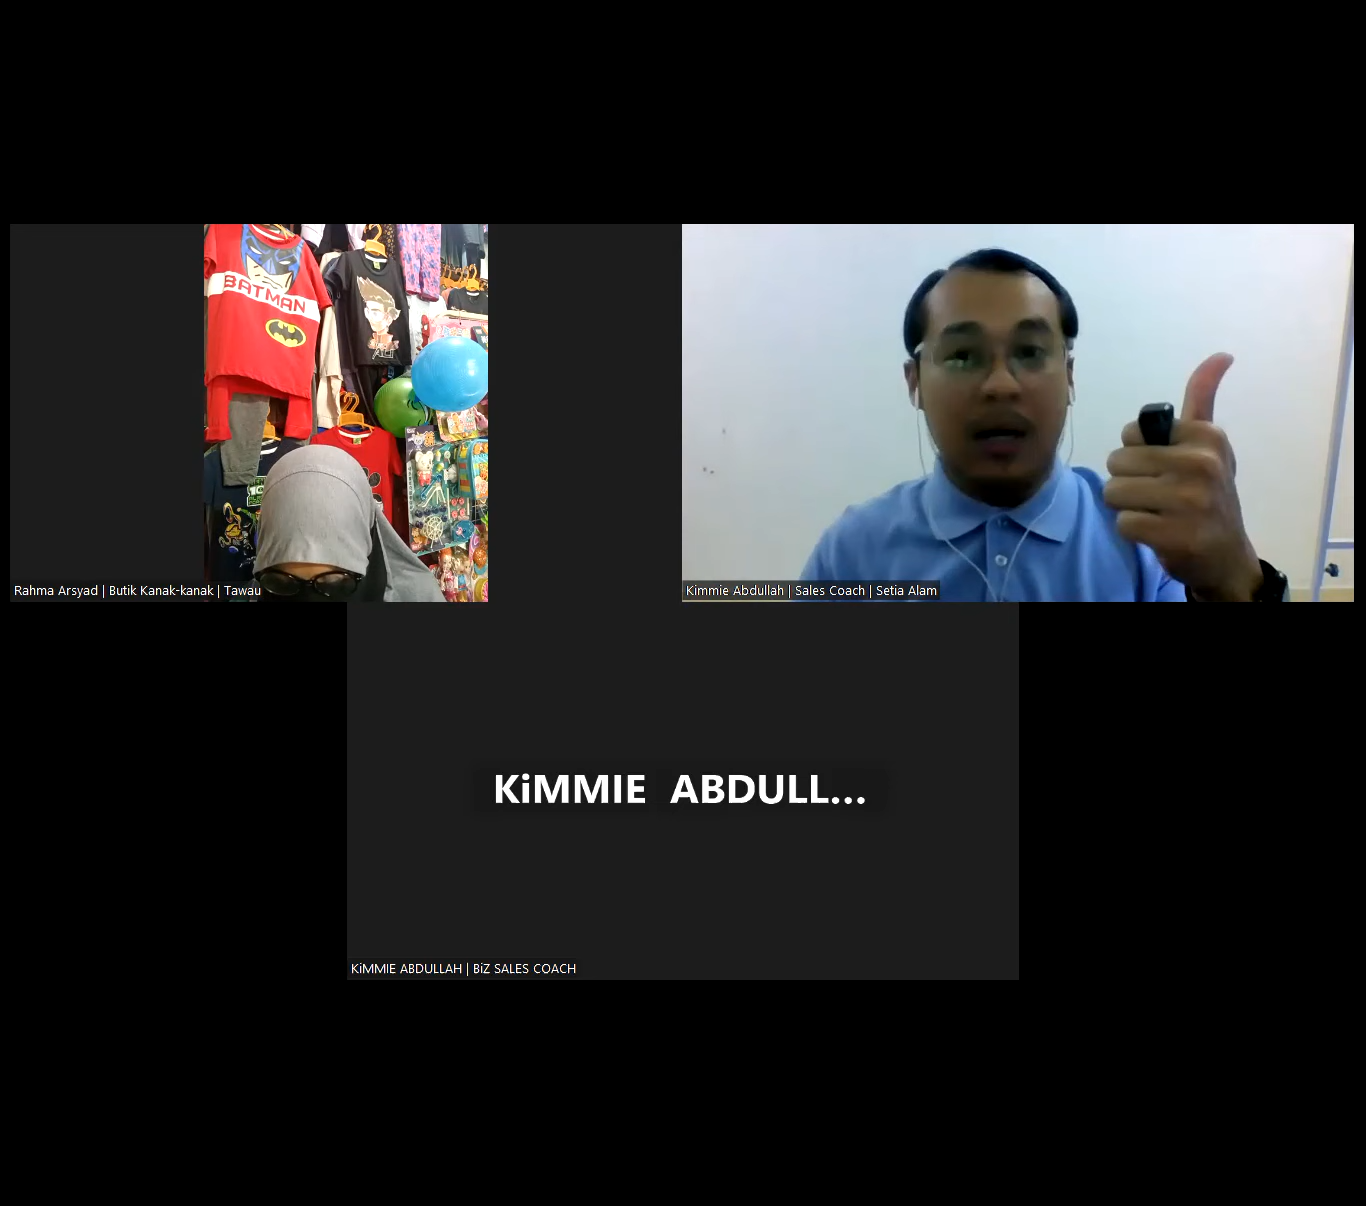 BATMAN
ALI
Rahma Arsyad | Butik Kanak-kanak | Tawau
Kimmie Abdullah | Sales Coach | Setia Alam
KiMMIE ABDULL...
KiMMIE ABDULLAH | BiZ SALES COACH